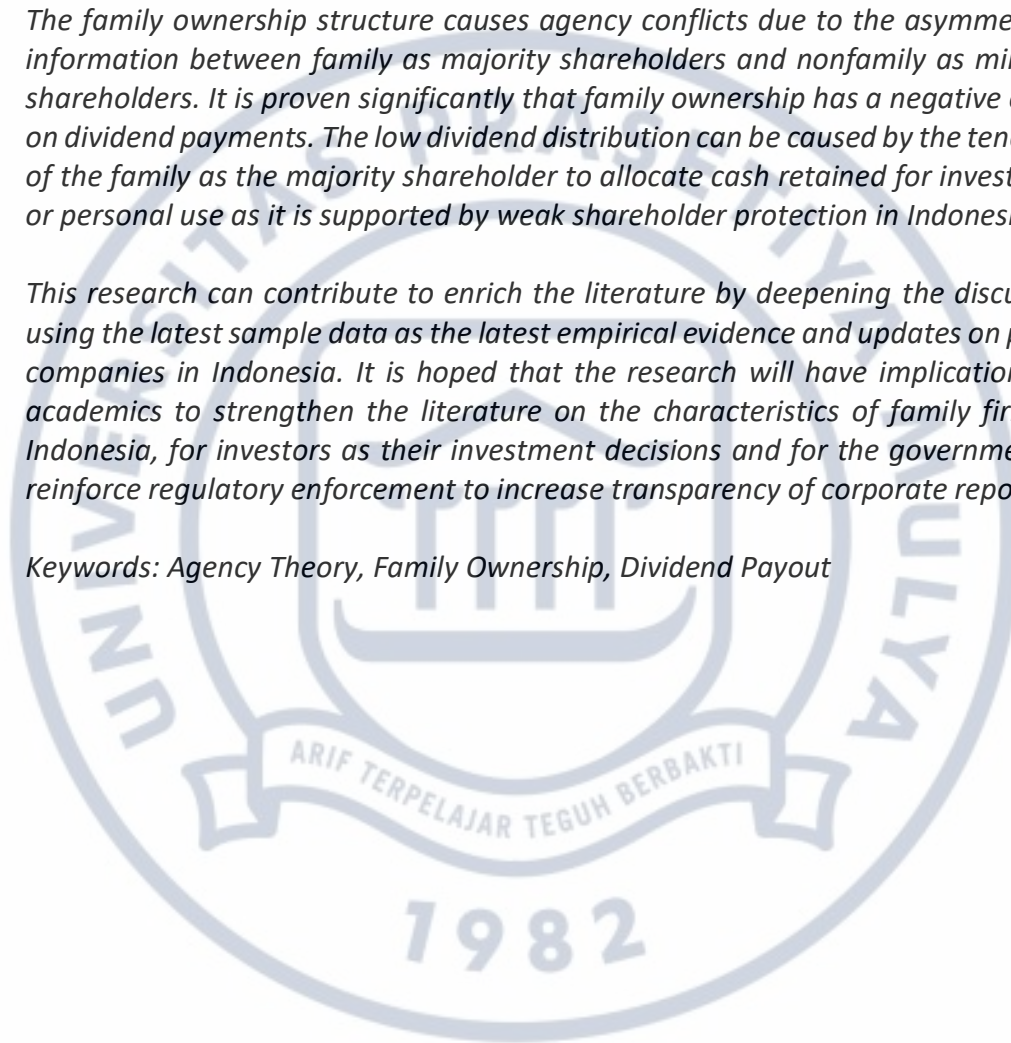 The family ownership structure causes agency conflicts due to the asymme
information between family as majority shareholders and nonfamily as mi
shareholders. It is proven significantly that family ownership has a negative
on dividend payments. The low dividend distribution can be caused by the ten
of the family as the majority shareholder to allocate cash retained for invest
or personal use as it is supported by weak shareholder protection in Indonesi
This research can contribute to enrich the literature by deepening the discu
using the latest sample data as the latest empirical evidence and updates on p
companies in Indonesia. It is hoped that the research will have implication
academics to strengthen the literature on the characteristics of family fir
Indonesia, for investors as their investment decisions and for the governme
reinforce regulatory enforcement to increase transparency of corporate repo
Keywords: Agency Theory, Family Ownership, Dividend Payout
UNIVERSITAS PRASETIYA MULYA
ARIF TERPELAJAR TEGUH BERBAKTI
1982